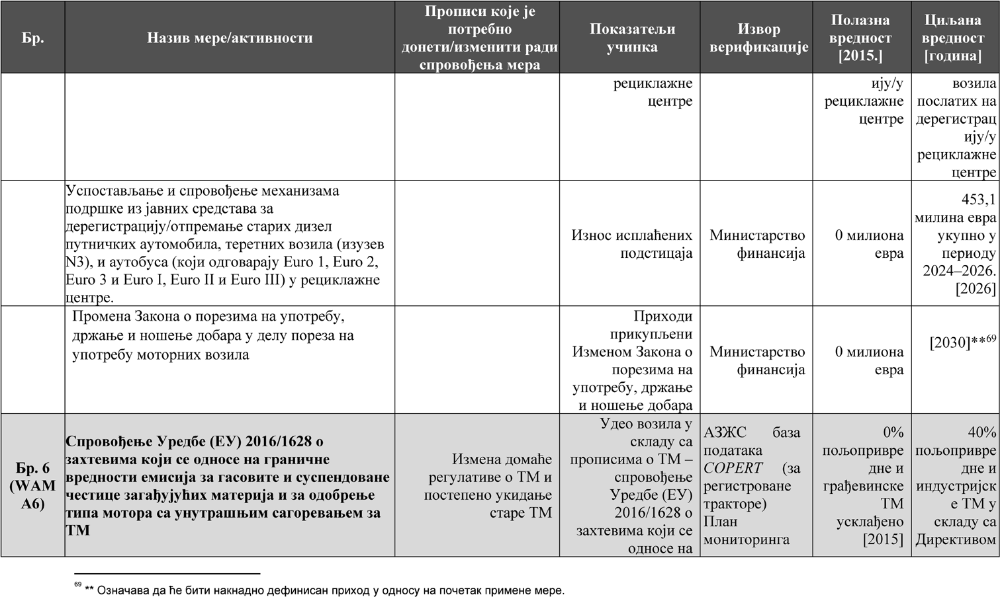 Бр.
Назив мере/активности
Прописи које је
потребно
донети/изменити ради
спровођења мера
Показатељи
учинка
Извор
верификације
Полазна
вредност
[2015.]
Циљана
вредност
[година]
рециклажне
центре
ију/у
рециклажне
центре
возила
послатих на
дерегистрац
ију/у
рециклажне
центре
Успостављање и спровођење механизама
подршке из јавних средстава за
дерегистрацију/отпремање старих дизел
путничких аутомобила, теретних возила (изузев
N3), и аутобуса (који одговарају Euro 1, Euro 2,
Euro 3 и Euro I, Euro II и Euro III) у рециклажне
центре.
Износ исплаћених
подстицаја
Министарство
финансија
0 милиона
евра
453,1
милина евра
укупно у
периоду
2024–2026.
[2026]
Промена Закона о порезима на употребу,
држање и ношење добара у делу пореза на
употребу моторних возила
Приходи
прикупљени
Изменом Закона о
порезима на
употребу, држање
и ношење добара
Министарство
финансија
0 милиона
евра
[2030]**69
Бр. 6
(WAM
A6)
Спровођење Уредбе (ЕУ) 2016/1628 о
захтевима који се односе на граничне
вредности емисија за гасовите и суспендоване
честице загађујућих материја и за одобрење
типа мотора са унутрашњим сагоревањем за
ТМ
Измена домаће
регулативе о ТМ и
постепено укидање
старе ТМ
Удео возила у
складу са
прописима о ТМ –
спровођење
Уредбе (ЕУ)
2016/1628 о
захтевима који се
односе на
АЗЖС база
података
COPERT (за
регистроване
тракторе)
План
мониторинга
0%
пољопривре
дне и
грађевинске
ТМ
усклађено
[2015]
40%
пољопривре
дне и
индустријск
е ТМ у
складу са
Директивом
69 ** Означава да ће бити накнадно дефинисан приход у односу на почетак примене мере.